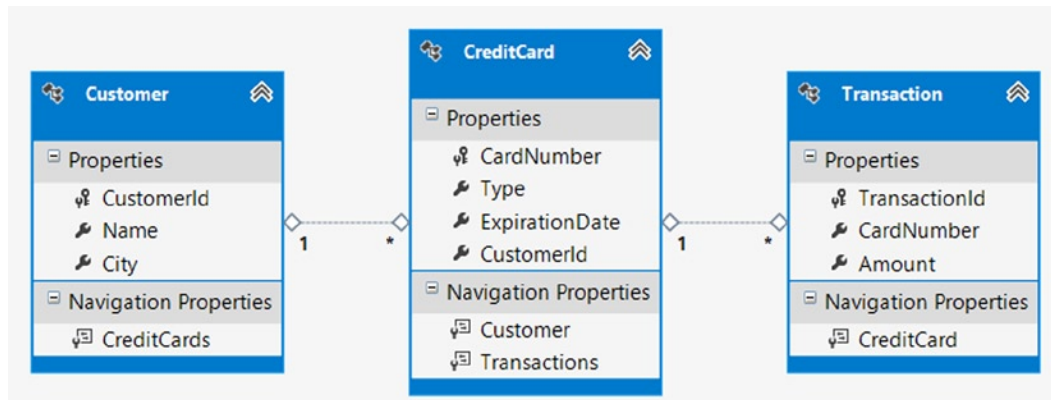 Customer
Properties
CustomerId
Name
City
Navigation Properties
CreditCards
1
*
CreditCard
Properties
CardNumber
Type
ExpirationDate
CustomerId
Navigation Properties
Customer
Transactions
1
*
Transaction
Properties
TransactionId
CardNumber
Amount
Navigation Properties
CreditCard